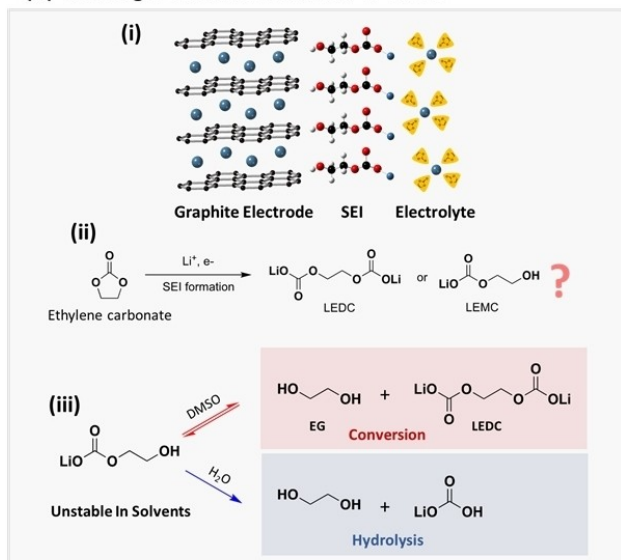 (i)
Graphite Electrode SEI Electrolyte
(ii)
O
O O
Ethylene carbonate
Li⁺, e-
SEI formation
LiO O O OLi
O O
LEDC
or
O
LiO O OH
LEMC
?
(iii)
O
LiO O OH
Unstable In Solvents
DMSO
H₂O
HO OH
EG
+
O
LiO O O OLi
O
LEDC
Conversion
HO OH
+
O
LiO OH
Hydrolysis